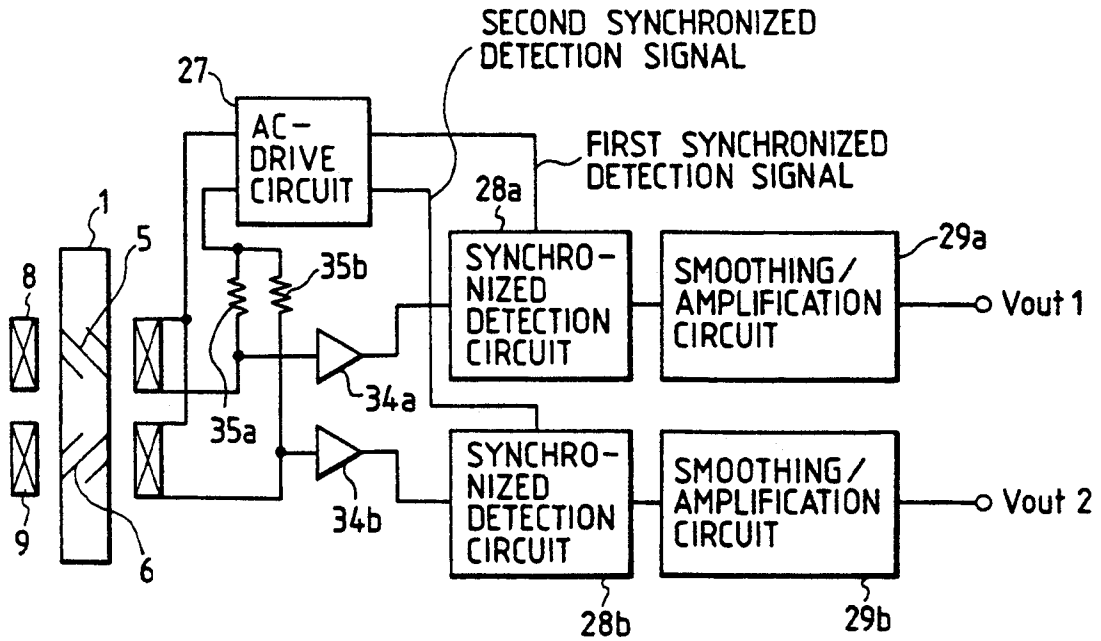 SECOND SYNCHRONIZED
DETECTION SIGNAL
27
AC-
DRIVE
CIRCUIT
FIRST SYNCHRONIZED
DETECTION SIGNAL
28a
1
5
8
35b
SYNCHRO-
NIZED
DETECTION
CIRCUIT
29a
SMOOTHING/
AMPLIFICATION
CIRCUIT
Vout 1
35a
34a
9
6
34b
SYNCHRO-
NIZED
DETECTION
CIRCUIT
28b
SMOOTHING/
AMPLIFICATION
CIRCUIT
29b
Vout 2